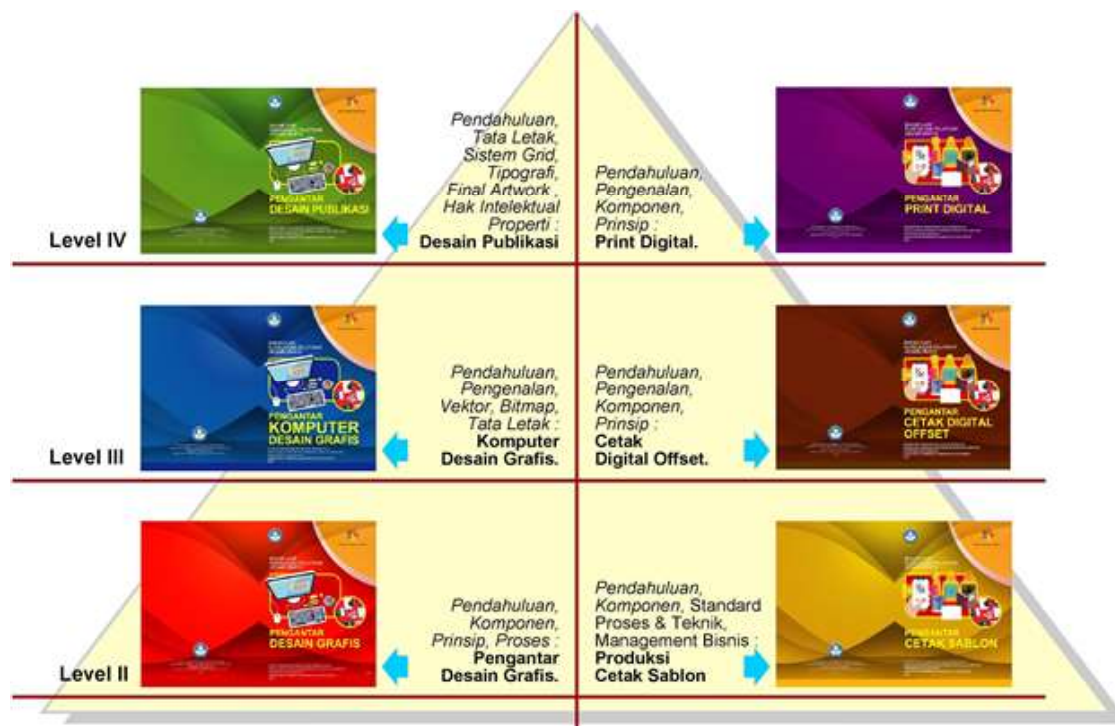 Pendahuluan,
Tata Letak,
Sistem Grid,
Tipografi,
Final Artwork ,
Hak Intelektual
Properti :
Desain Publikasi
Pendahuluan,
Pengenalan,
Komponen,
Prinsip :
Print Digital.
Level IV
PENGANTAR
DESAIN PUBLIKASI
PENGANTAR
PRINT DIGITAL
Pendahuluan,
Pengenalan,
Vektor, Bitmap,
Tata Letak :
Komputer
Desain Grafis.
Pendahuluan,
Pengenalan,
Komponen,
Prinsip :
Cetak
Digital Offset.
Level III
PENGANTAR
KOMPUTER
DESAIN GRAFIS
PENGANTAR
CETAK DIGITAL
OFFSET
Pendahuluan,
Komponen,
Prinsip, Proses :
Pengantar
Desain Grafis.
Pendahuluan,
Komponen, Standard
Proses & Teknik,
Management Bisnis :
Produksi
Cetak Sablon
Level II
PENGANTAR
DESAIN GRAFIS
PENGANTAR
CETAK SABLON